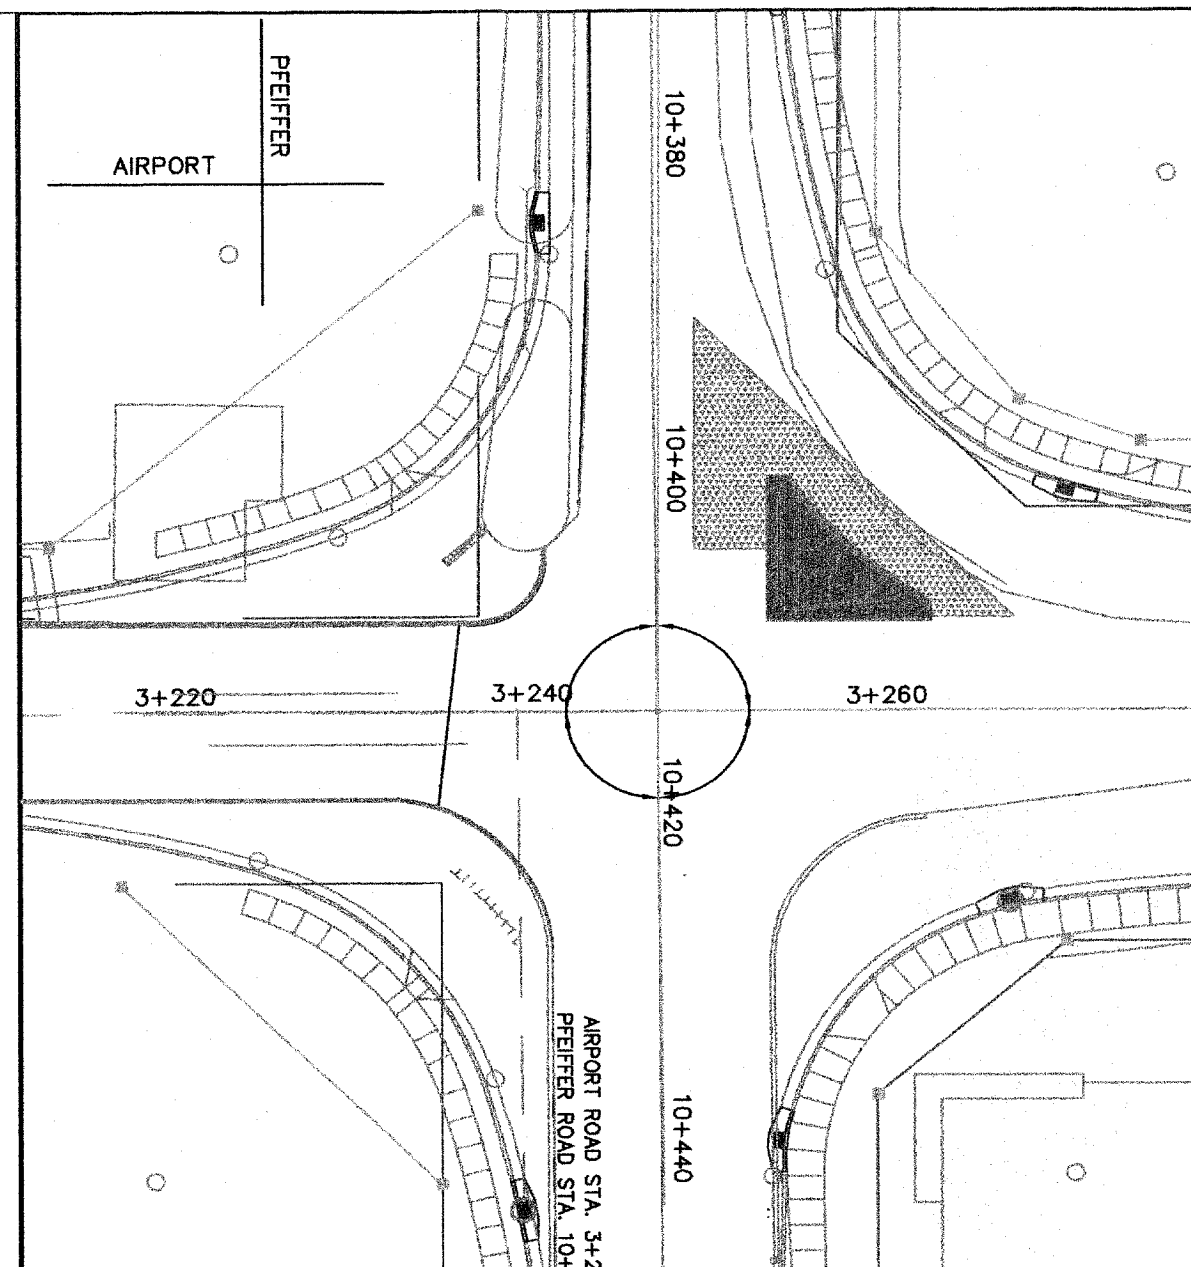 PFEIFFER
AIRPORT
10+380
10+400
3+220
3+240
3+260
10+420
10+440
AIRPORT ROAD STA. 3+2
PFEIFFER ROAD STA. 10+